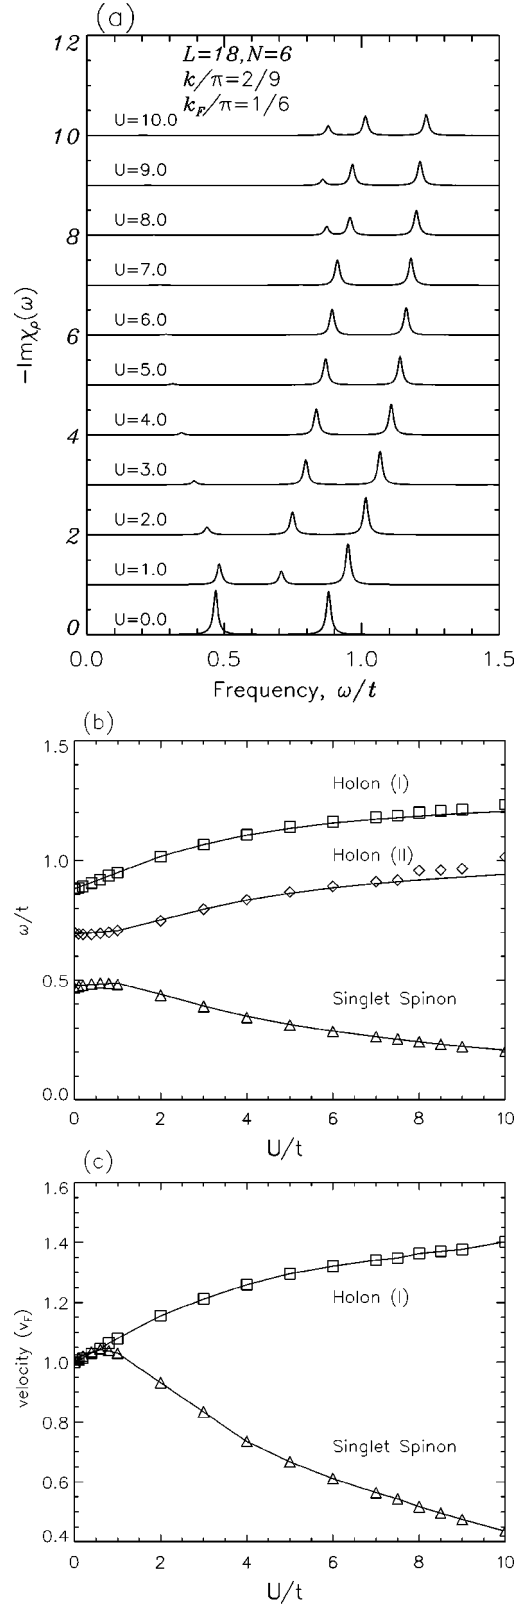 (a)
12
L=18,N=6
k/π=2/9
k_F/π=1/6
U=10.0
10
U=9.0
U=8.0
8
U=7.0
U=6.0
6
U=5.0
U=4.0
4
U=3.0
U=2.0
2
U=1.0
U=0.0
0
-Imχ_ρ(ω)
0.0 0.5 1.0 1.5
Frequency, ω/t
(b)
1.5
Holon (I)
1.0
Holon (II)
ω/t
0.5
Singlet Spinon
0.0
0 2 4 6 8 10
U/t
(c)
1.6
1.4
Holon (I)
1.2
velocity (v_F)
1.0
0.8
Singlet Spinon
0.6
0.4
0 2 4 6 8 10
U/t